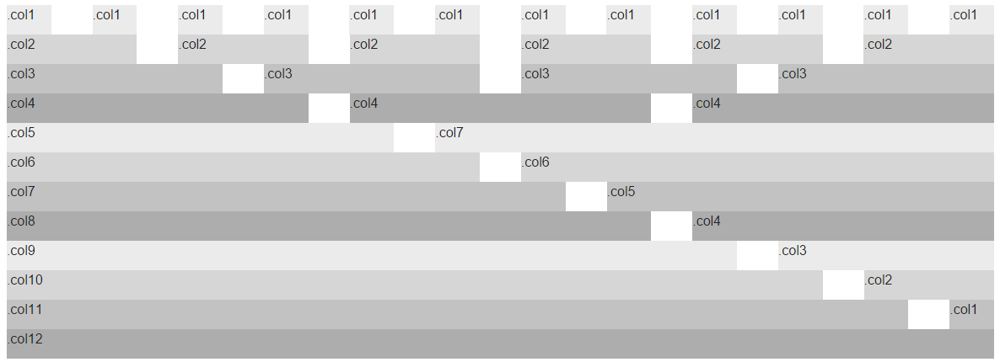 .col1 .col1 .col1 .col1 .col1 .col1 .col1 .col1 .col1 .col1 .col1 .col1
.col2 .col2 .col2 .col2 .col2 .col2
.col3 .col3 .col3 .col3
.col4 .col4 .col4
.col5 .col7
.col6 .col6
.col7 .col5
.col8 .col4
.col9 .col3
.col10 .col2
.col11 .col1
.col12